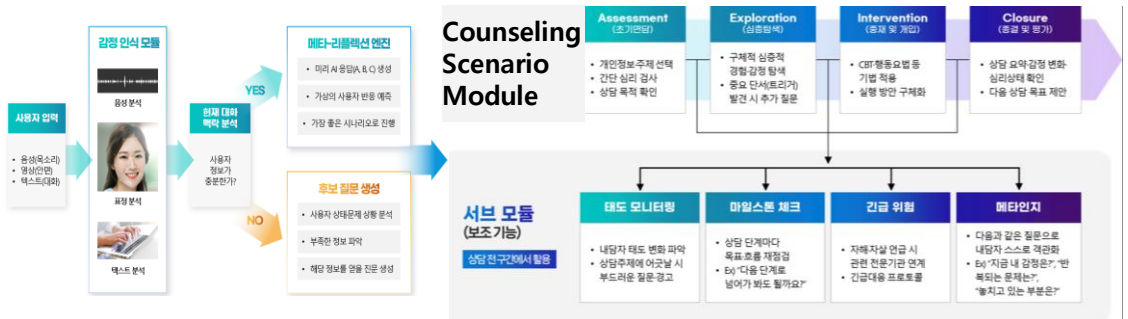 사용자 입력
• 음성(목소리)
• 영상(안면)
• 텍스트(대화)
감정 인식 모듈
음성 분석
표정 분석
텍스트 분석
현재 대화
맥락 분석
사용자
정보가
충분한가?
YES
NO
메타-리플렉션 엔진
• 미리 AI 응답(A, B, C) 생성
• 가상의 사용자 반응 예측
• 가장 좋은 시나리오로 진행
후보 질문 생성
• 사용자 상태문제 상황 분석
• 부족한 정보 파악
• 해당 정보를 얻을 질문 생성
Counseling
Scenario
Module
Assessment
(초기면담)
• 개인정보·주제 선택
• 간단 심리 검사
• 상담 목적 확인
Exploration
(심층탐색)
• 구체적 심층적
경험·감정 탐색
• 중요 단서(트리거)
발견 시 추가 질문
Intervention
(중재 및 개입)
• CBT·행동요법 등
기법 적용
• 실행 방안 구체화
Closure
(종결 및 평가)
• 상담 요약·감정 변화
심리상태 확인
• 다음 상담 목표 제안
서브 모듈
(보조 기능)
상담 전 구간에서 활용
태도 모니터링
• 내담자 태도 변화 파악
• 상담주제에 어긋날 시
부드러운 질문·경고
마일스톤 체크
• 상담 단계마다
목표·흐름 재점검
• Ex) "다음 단계로
넘어가 봐도 될까요?"
긴급 위험
• 자해·자살 언급 시
관련 전문기관 연계
• 긴급대응 프로토콜
메타인지
• 다음과 같은 질문으로
내담자 스스로 객관화
• Ex) "지금 내 감정은?", "반
복되는 문제는?",
"놓치고 있는 부분은?"